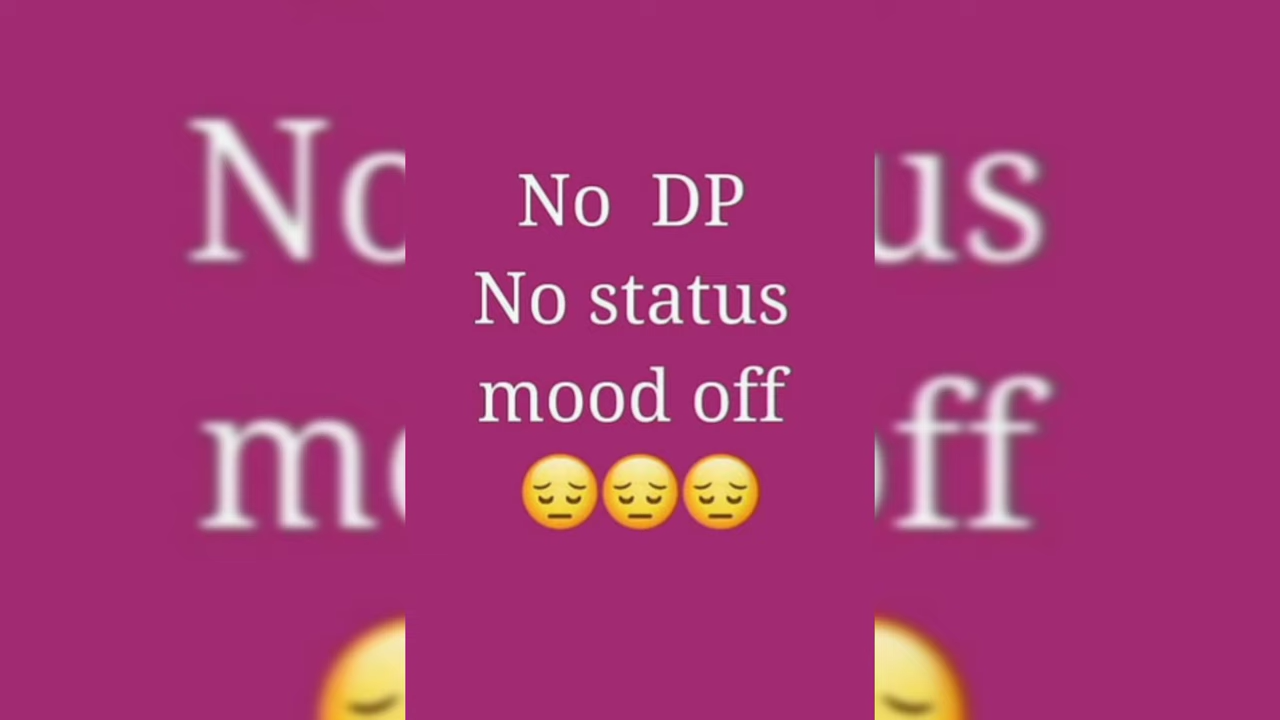 No DP
No status
mood off
😔😔😔